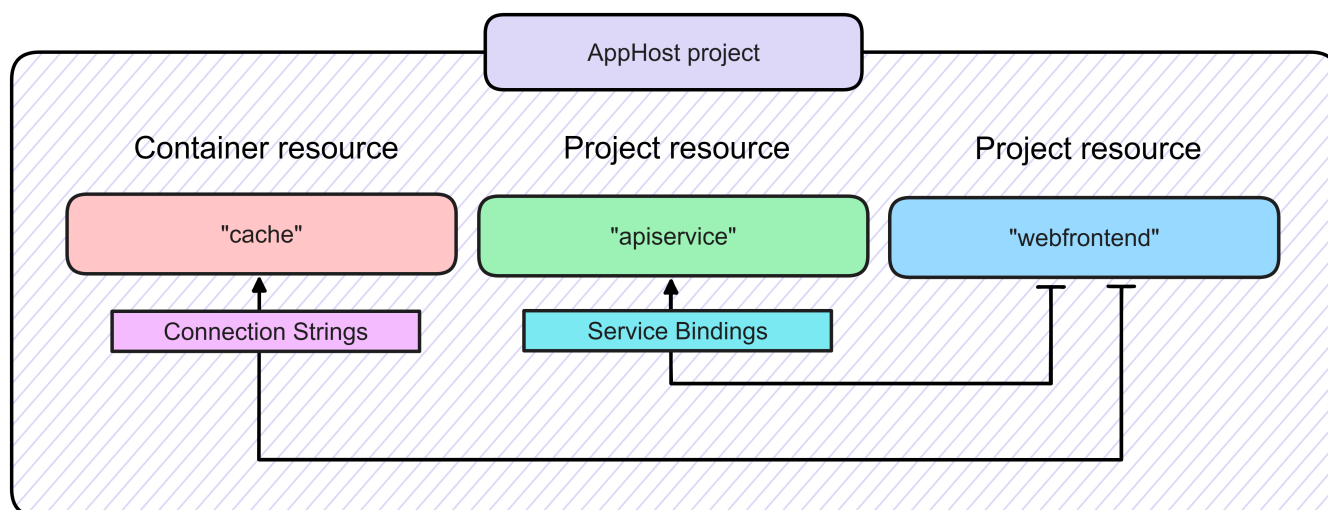 AppHost project
Container resource
Project resource
Project resource
"cache"
"apiservice"
"webfrontend"
Connection Strings
Service Bindings